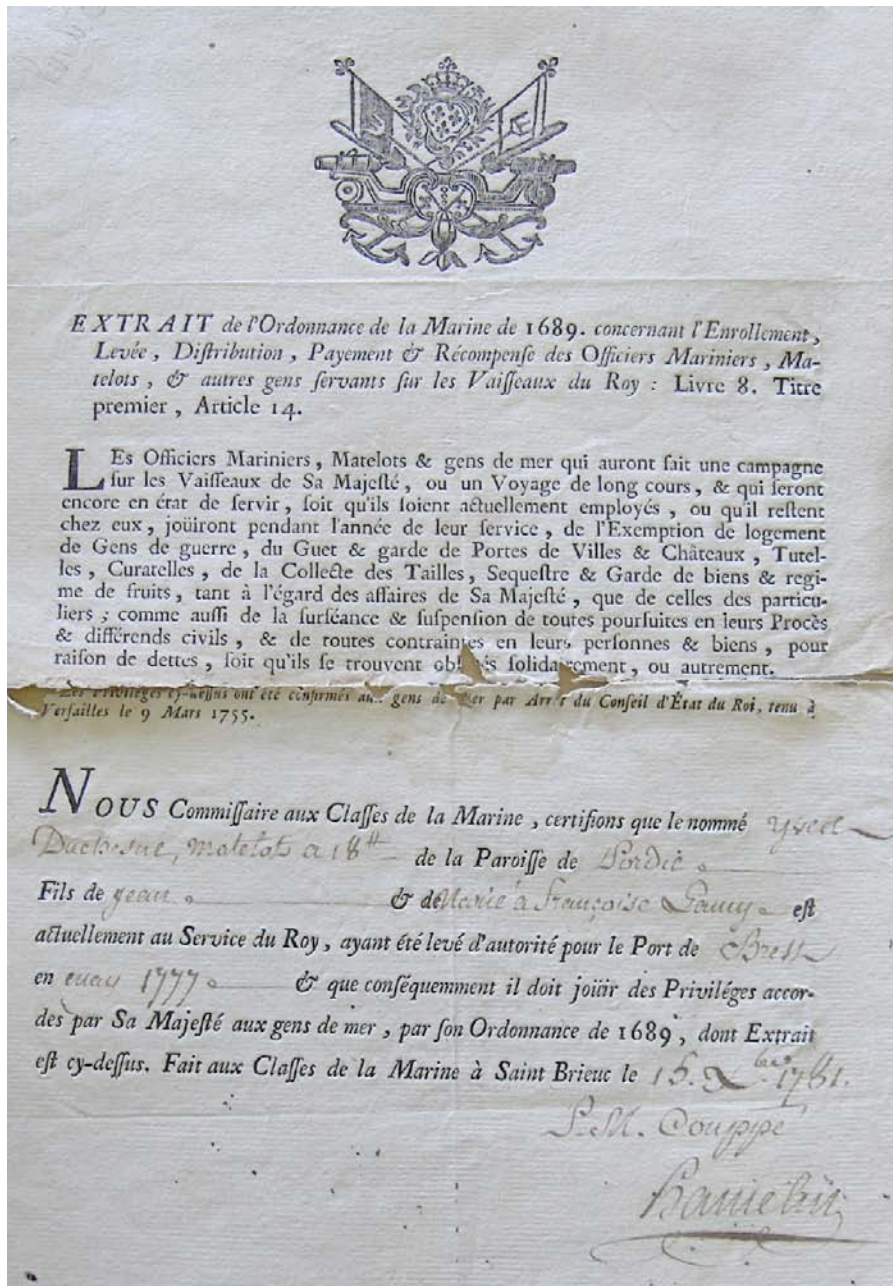 EXTRAIT de l'Ordonnance de la Marine de 1689. concernant l'Enrollement,
Levée, Diſtribution, Payement & Récompenſe des Officiers Mariniers, Ma-
telots, & autres gens ſervants ſur les Vaiſſeaux du Roy : Livre 8. Titre
premier, Article 14.
LEs Officiers Mariniers, Matelots & gens de mer qui auront fait une campagne
ſur les Vaiſſeaux de Sa Majeſté, ou un Voyage de long cours, & qui ſeront
encore en état de ſervir, ſoit qu'ils ſoient actuellement employés, ou qu'il reſtent
chez eux, joüiront pendant l'année de leur ſervice, de l'Exemption de logement
de Gens de guerre, du Guet & garde de Portes de Villes & Châteaux, Tutel-
les, Curatelles, de la Collecte des Tailles, Sequeſtre & Garde de biens & regi-
me de fruits, tant à l'égard des affaires de Sa Majeſté, que de celles des particu-
liers ; comme auſſi de la ſurſéance & ſuſpenſion de toutes pourſuites en leurs Procès
& différends civils, & de toutes contraintes en leurs perſonnes & biens, pour
raiſon de dettes, ſoit qu'ils ſe trouvent ſolidairement, ou autrement.
Privilèges cy-deſſus ont été confirmés gens de mer par Arrêt du Conſeil d'État du Roi, tenu à
Verſailles le 9 Mars 1755.
NOUS Commiſſaire aux Claſſes de la Marine, certifions que le nommé
Duchesne, matelot a 18# de la Paroiſſe de Pordic
Fils de jean & de Françoise eſt
actuellement au Service du Roy, ayant été levé d'autorité pour le Port de Brest
en 1777 & que conſéquemment il doit joüir des Priviléges accor-
dés par Sa Majeſté aux gens de mer, par ſon Ordonnance de 1689, dont Extrait
eſt cy-deſſus. Fait aux Claſſes de la Marine à Saint Brieuc le 15. Xbre 1781.
P.M. Couppé